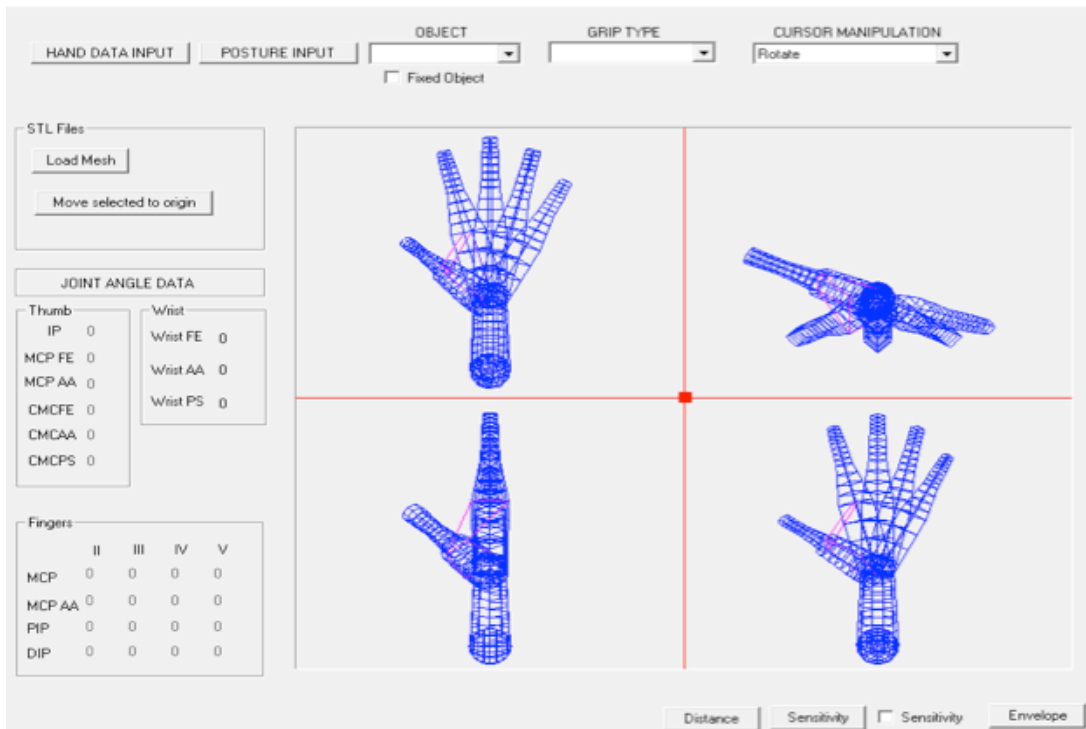 OBJECT GRIP TYPE CURSOR MANIPULATION
HAND DATA INPUT POSTURE INPUT Rotate
Fixed Object
STL Files
Load Mesh
Move selected to origin
JOINT ANGLE DATA
Thumb Wrist
IP 0
Wrist FE 0
MCP FE 0
Wrist AA 0
MCP AA 0
Wrist PS 0
CMCFE 0
CMCAA 0
CMCPS 0
Fingers
II III IV V
MCP 0 0 0 0
MCP AA 0 0 0 0
PIP 0 0 0 0
DIP 0 0 0 0
Distance Sensitivity Sensitivity Envelope